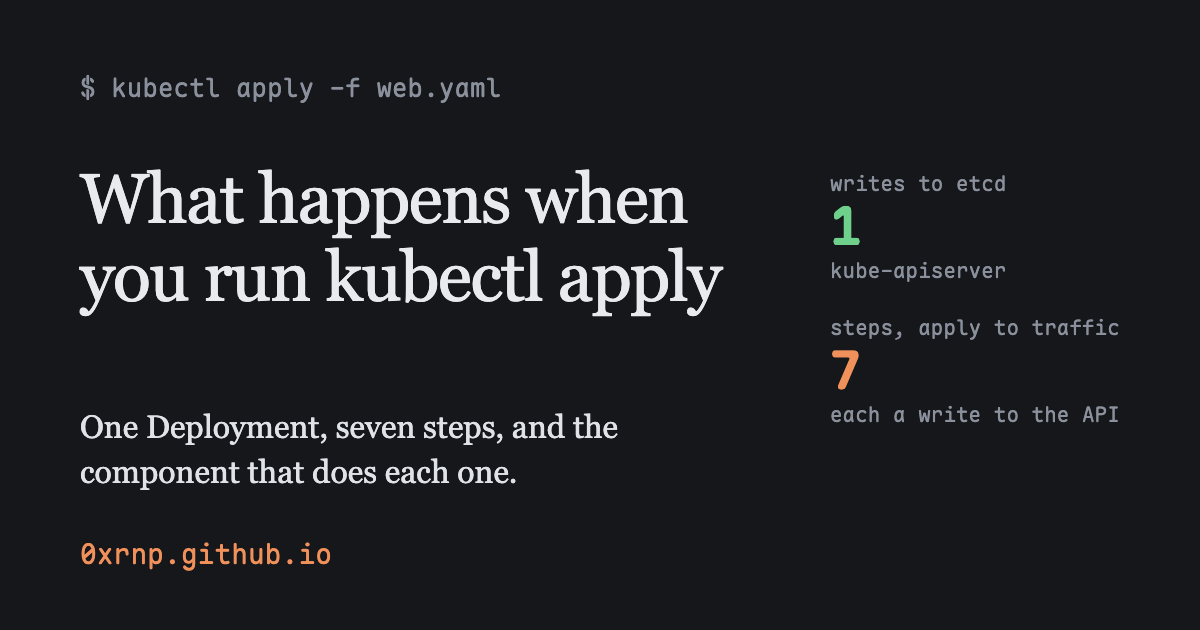 $ kubectl apply -f web.yaml
What happens when
you run kubectl apply
One Deployment, seven steps, and the
component that does each one.
0xrnp.github.io
writes to etcd
1
kube-apiserver
steps, apply to traffic
7
each a write to the API